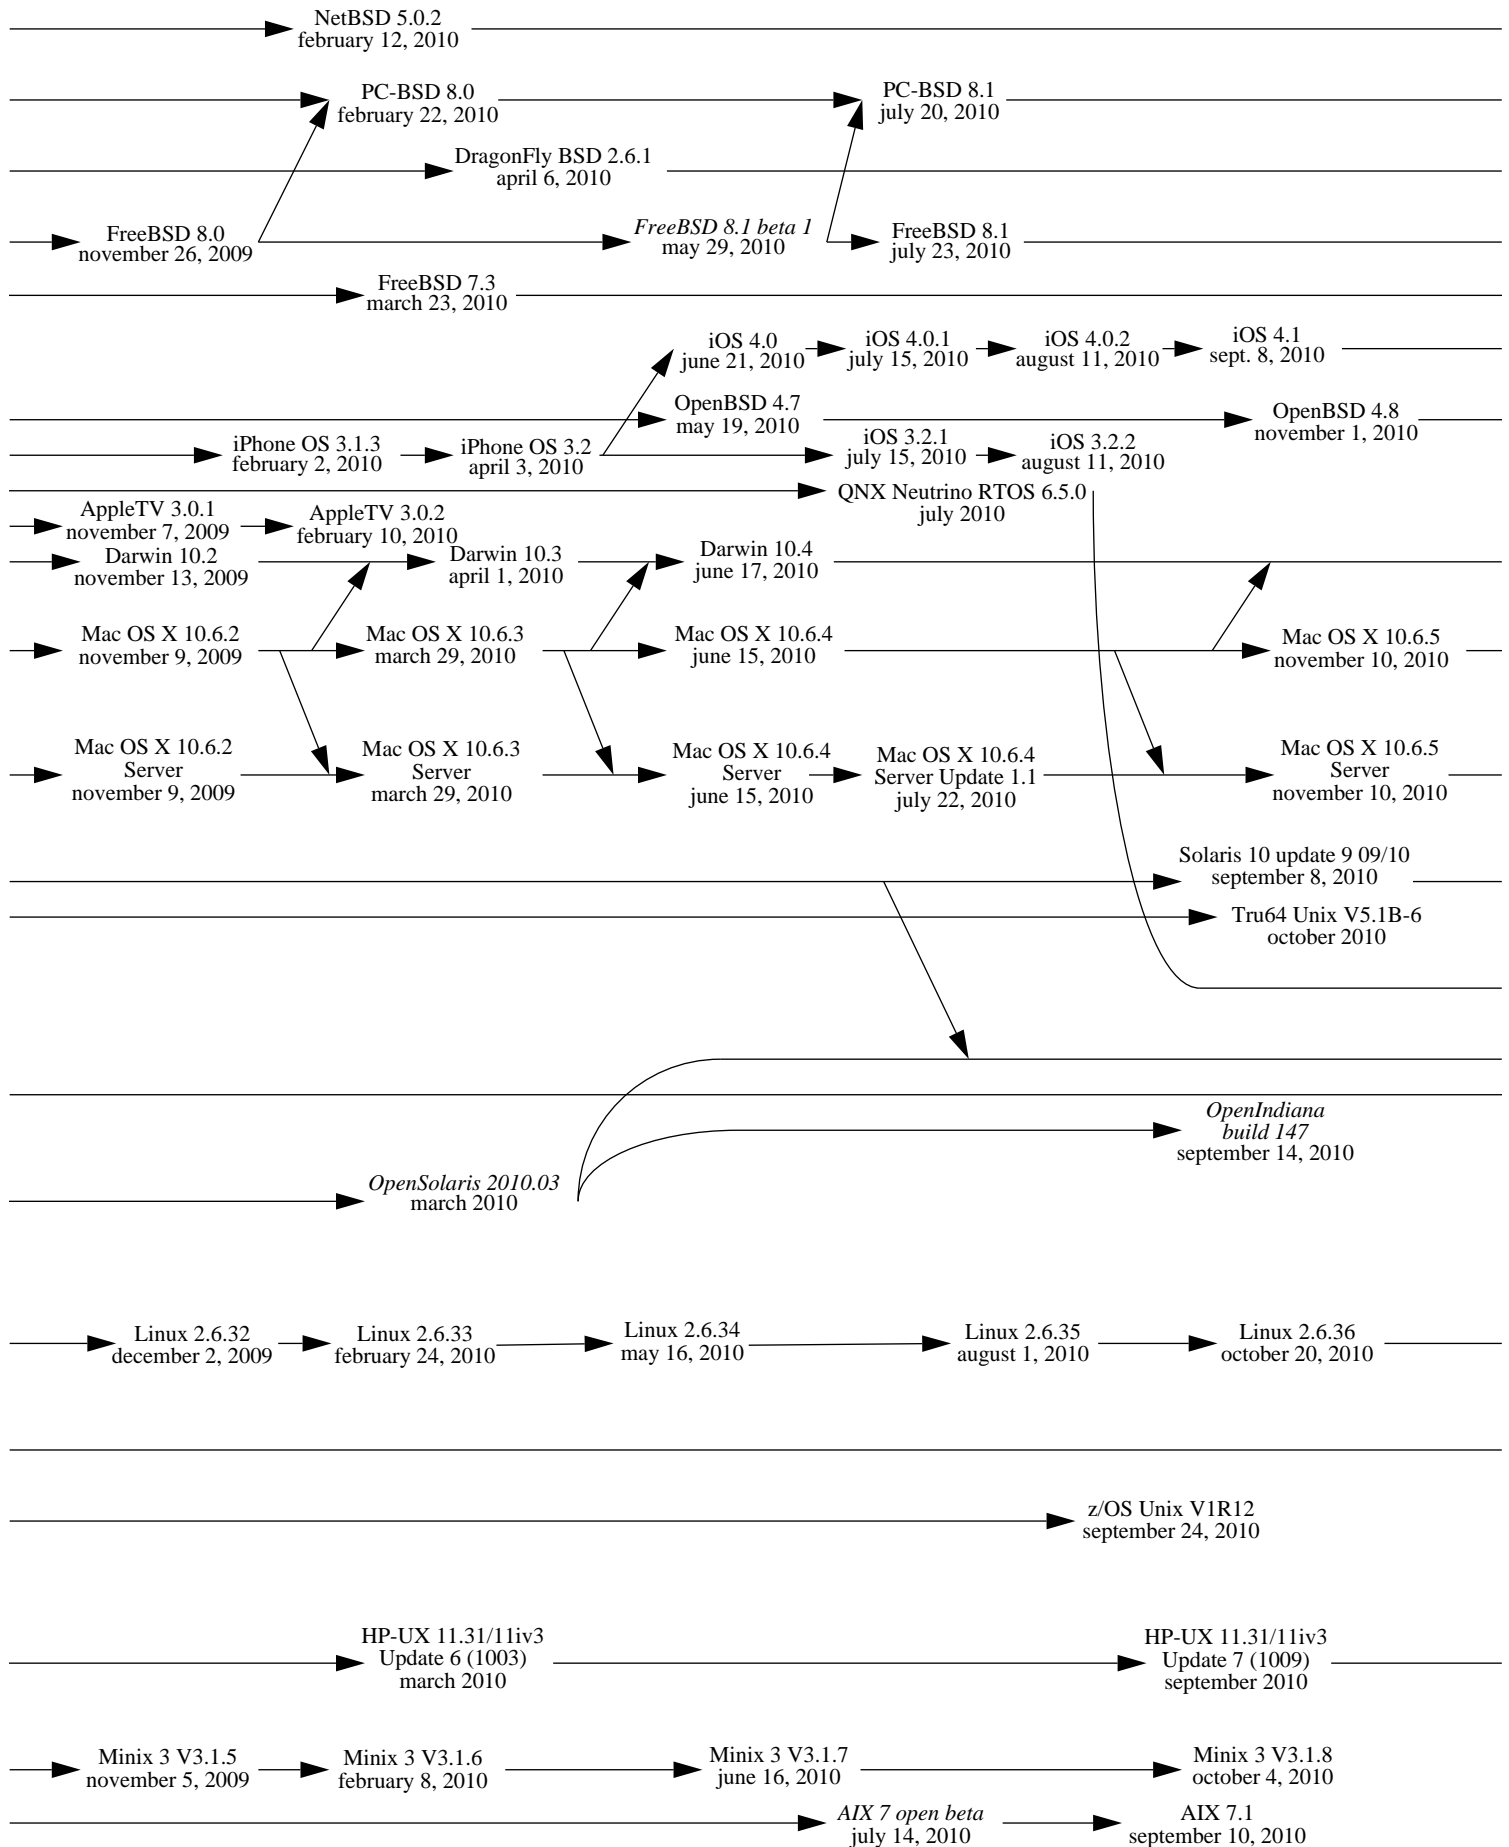 NetBSD 5.0.2
february 12, 2010
PC-BSD 8.0
february 22, 2010
PC-BSD 8.1
july 20, 2010
DragonFly BSD 2.6.1
april 6, 2010
FreeBSD 8.0
november 26, 2009
FreeBSD 8.1 beta 1
may 29, 2010
FreeBSD 8.1
july 23, 2010
FreeBSD 7.3
march 23, 2010
iOS 4.0
june 21, 2010
iOS 4.0.1
july 15, 2010
iOS 4.0.2
august 11, 2010
iOS 4.1
sept. 8, 2010
OpenBSD 4.7
may 19, 2010
OpenBSD 4.8
november 1, 2010
iPhone OS 3.1.3
february 2, 2010
iPhone OS 3.2
april 3, 2010
iOS 3.2.1
july 15, 2010
iOS 3.2.2
august 11, 2010
QNX Neutrino RTOS 6.5.0
july 2010
AppleTV 3.0.1
november 7, 2009
AppleTV 3.0.2
february 10, 2010
Darwin 10.2
november 13, 2009
Darwin 10.3
april 1, 2010
Darwin 10.4
june 17, 2010
Mac OS X 10.6.2
november 9, 2009
Mac OS X 10.6.3
march 29, 2010
Mac OS X 10.6.4
june 15, 2010
Mac OS X 10.6.5
november 10, 2010
Mac OS X 10.6.2
Server
november 9, 2009
Mac OS X 10.6.3
Server
march 29, 2010
Mac OS X 10.6.4
Server
june 15, 2010
Mac OS X 10.6.4
Server Update 1.1
july 22, 2010
Mac OS X 10.6.5
Server
november 10, 2010
Solaris 10 update 9 09/10
september 8, 2010
Tru64 Unix V5.1B-6
october 2010
OpenIndiana
build 147
september 14, 2010
OpenSolaris 2010.03
march 2010
Linux 2.6.32
december 2, 2009
Linux 2.6.33
february 24, 2010
Linux 2.6.34
may 16, 2010
Linux 2.6.35
august 1, 2010
Linux 2.6.36
october 20, 2010
z/OS Unix V1R12
september 24, 2010
HP-UX 11.31/11iv3
Update 6 (1003)
march 2010
HP-UX 11.31/11iv3
Update 7 (1009)
september 2010
Minix 3 V3.1.5
november 5, 2009
Minix 3 V3.1.6
february 8, 2010
Minix 3 V3.1.7
june 16, 2010
Minix 3 V3.1.8
october 4, 2010
AIX 7 open beta
july 14, 2010
AIX 7.1
september 10, 2010